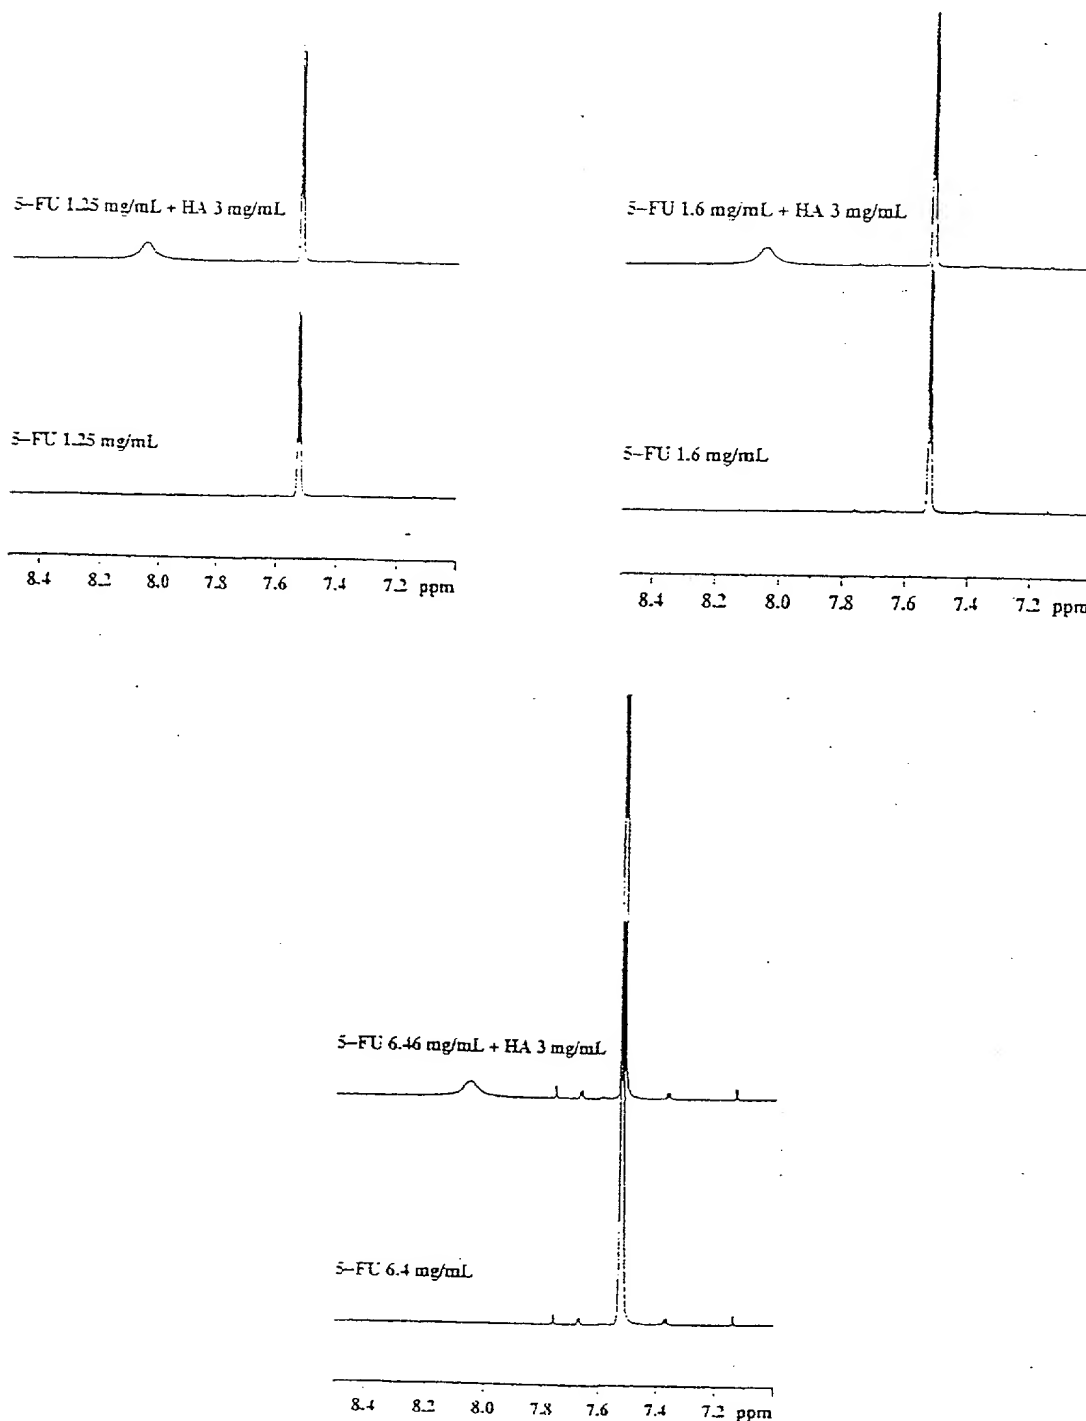 5-FU 1.25 mg/mL + HA 3 mg/mL
5-FU 1.25 mg/mL
8.4 8.2 8.0 7.8 7.6 7.4 7.2 ppm
5-FU 1.6 mg/mL + HA 3 mg/mL
5-FU 1.6 mg/mL
8.4 8.2 8.0 7.8 7.6 7.4 7.2 ppm
5-FU 6.46 mg/mL + HA 3 mg/mL
5-FU 6.4 mg/mL
8.4 8.2 8.0 7.8 7.6 7.4 7.2 ppm